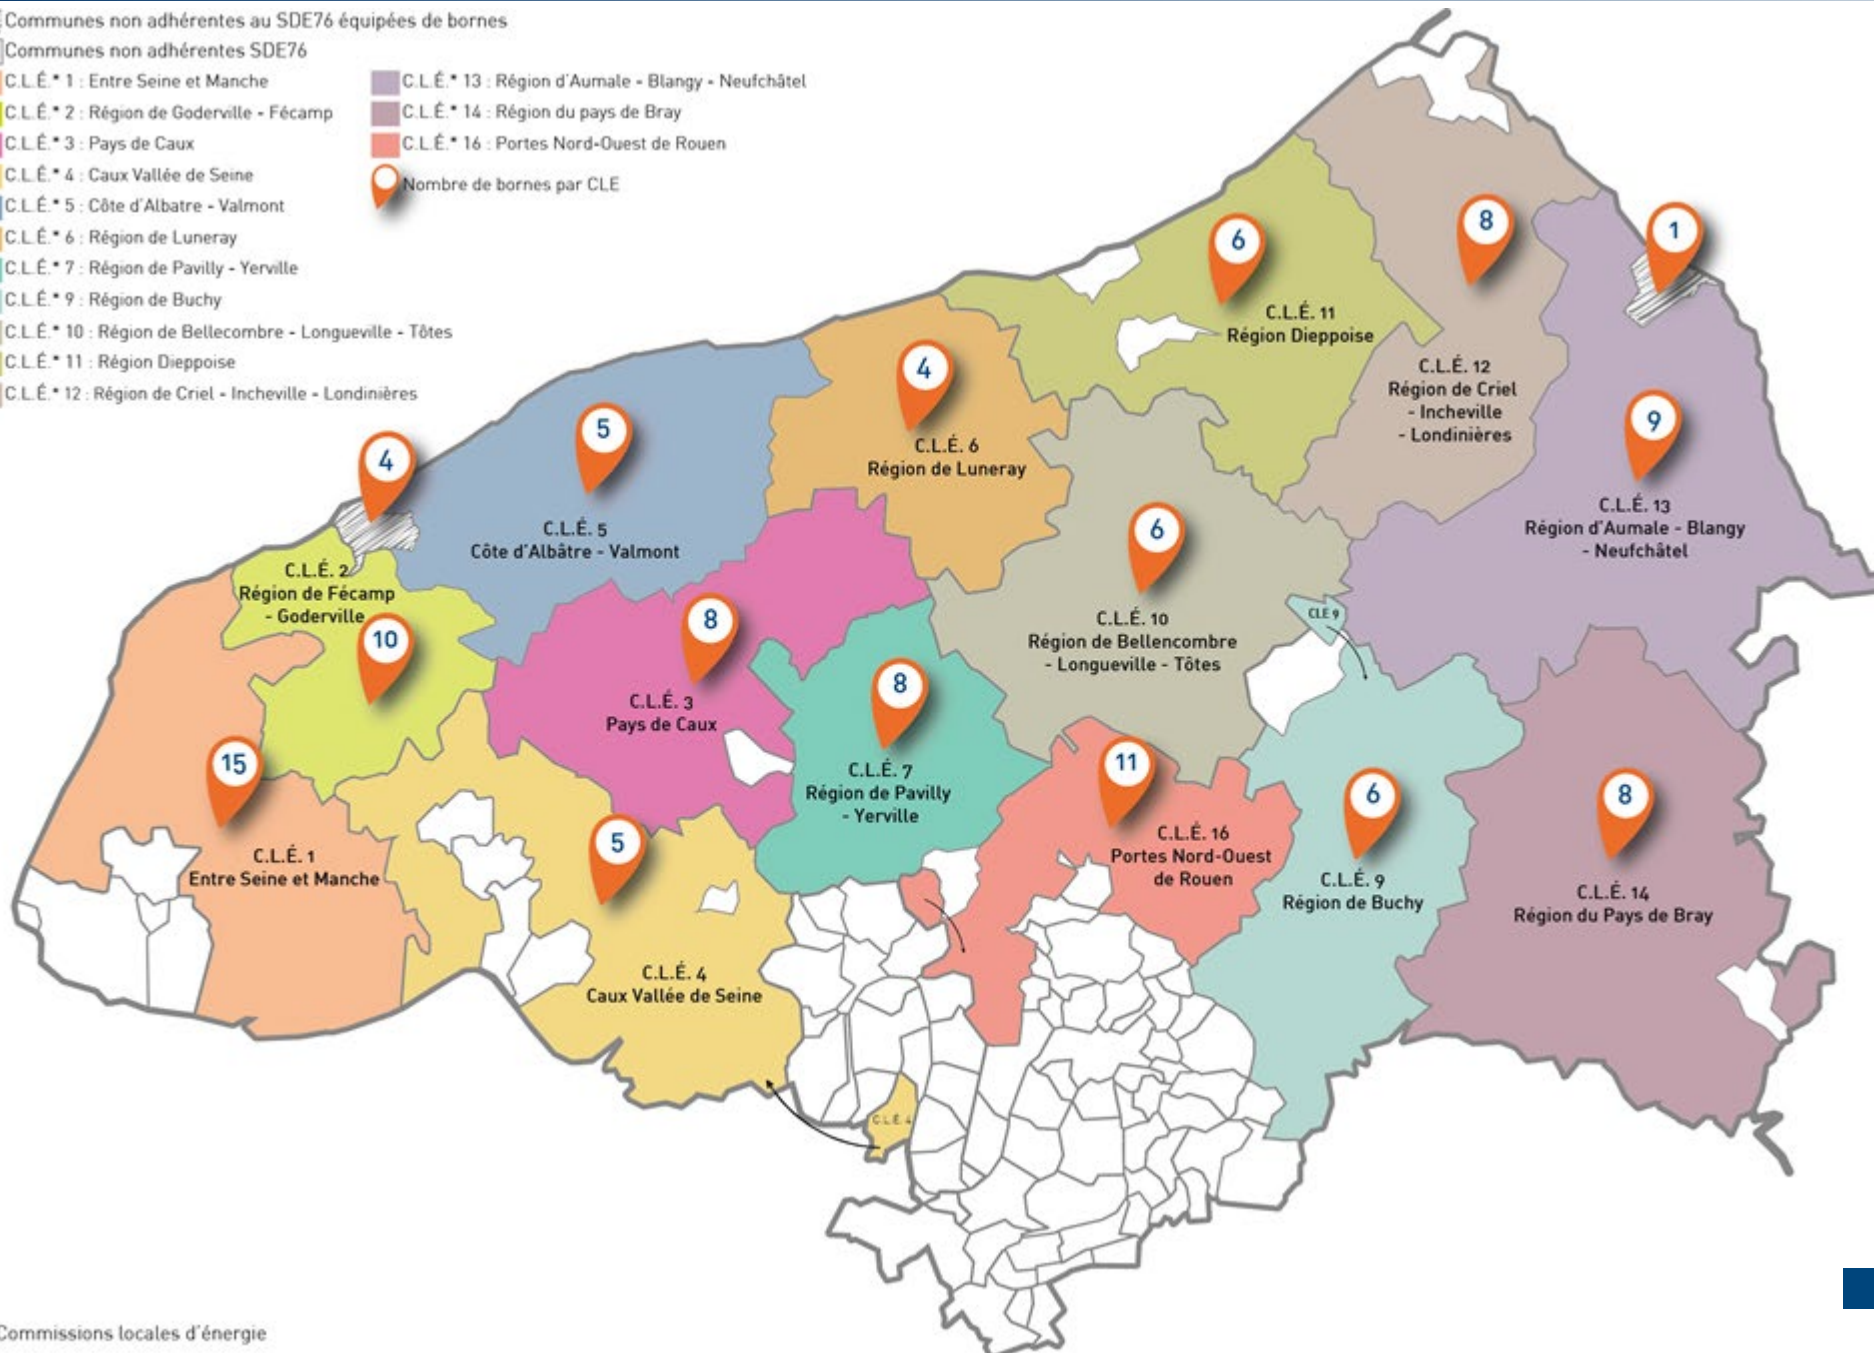 Communes non adhérentes au SDE76 équipées de bornes
Communes non adhérentes SDE76
C.L.É.* 1 : Entre Seine et Manche
C.L.É.* 2 : Région de Goderville - Fécamp
C.L.É.* 3 : Pays de Caux
C.L.É.* 4 : Caux Vallée de Seine
C.L.É.* 5 : Côte d'Albatre - Valmont
C.L.É.* 6 : Région de Luneray
C.L.É.* 7 : Région de Pavilly - Yerville
C.L.É.* 9 : Région de Buchy
C.L.É.* 10 : Région de Bellecombre - Longueville - Tôtes
C.L.É.* 11 : Région Dieppoise
C.L.É.* 12 : Région de Criel - Incheville - Londinières
C.L.É.* 13 : Région d'Aumale - Blangy - Neufchâtel
C.L.É.* 14 : Région du pays de Bray
C.L.É.* 16 : Portes Nord-Ouest de Rouen
Nombre de bornes par CLE
8
1
6
C.L.É. 11
Région Dieppoise
C.L.É. 12
Région de Criel
- Incheville
- Londinières
4
C.L.É. 6
Région de Luneray
9
C.L.É. 13
Région d'Aumale - Blangy
- Neufchâtel
5
C.L.É. 5
Côte d'Albâtre - Valmont
4
C.L.É. 2
Région de Fécamp
- Goderville
10
6
C.L.É. 10
Région de Bellencombre
- Longueville - Tôtes
CLE 9
8
C.L.É. 3
Pays de Caux
8
C.L.É. 7
Région de Pavilly
- Yerville
15
C.L.É. 1
Entre Seine et Manche
11
C.L.É. 16
Portes Nord-Ouest
de Rouen
6
C.L.É. 9
Région de Buchy
8
C.L.É. 14
Région du Pays de Bray
5
C.L.É. 4
Caux Vallée de Seine
C.L.É. 4
Commissions locales d'énergie